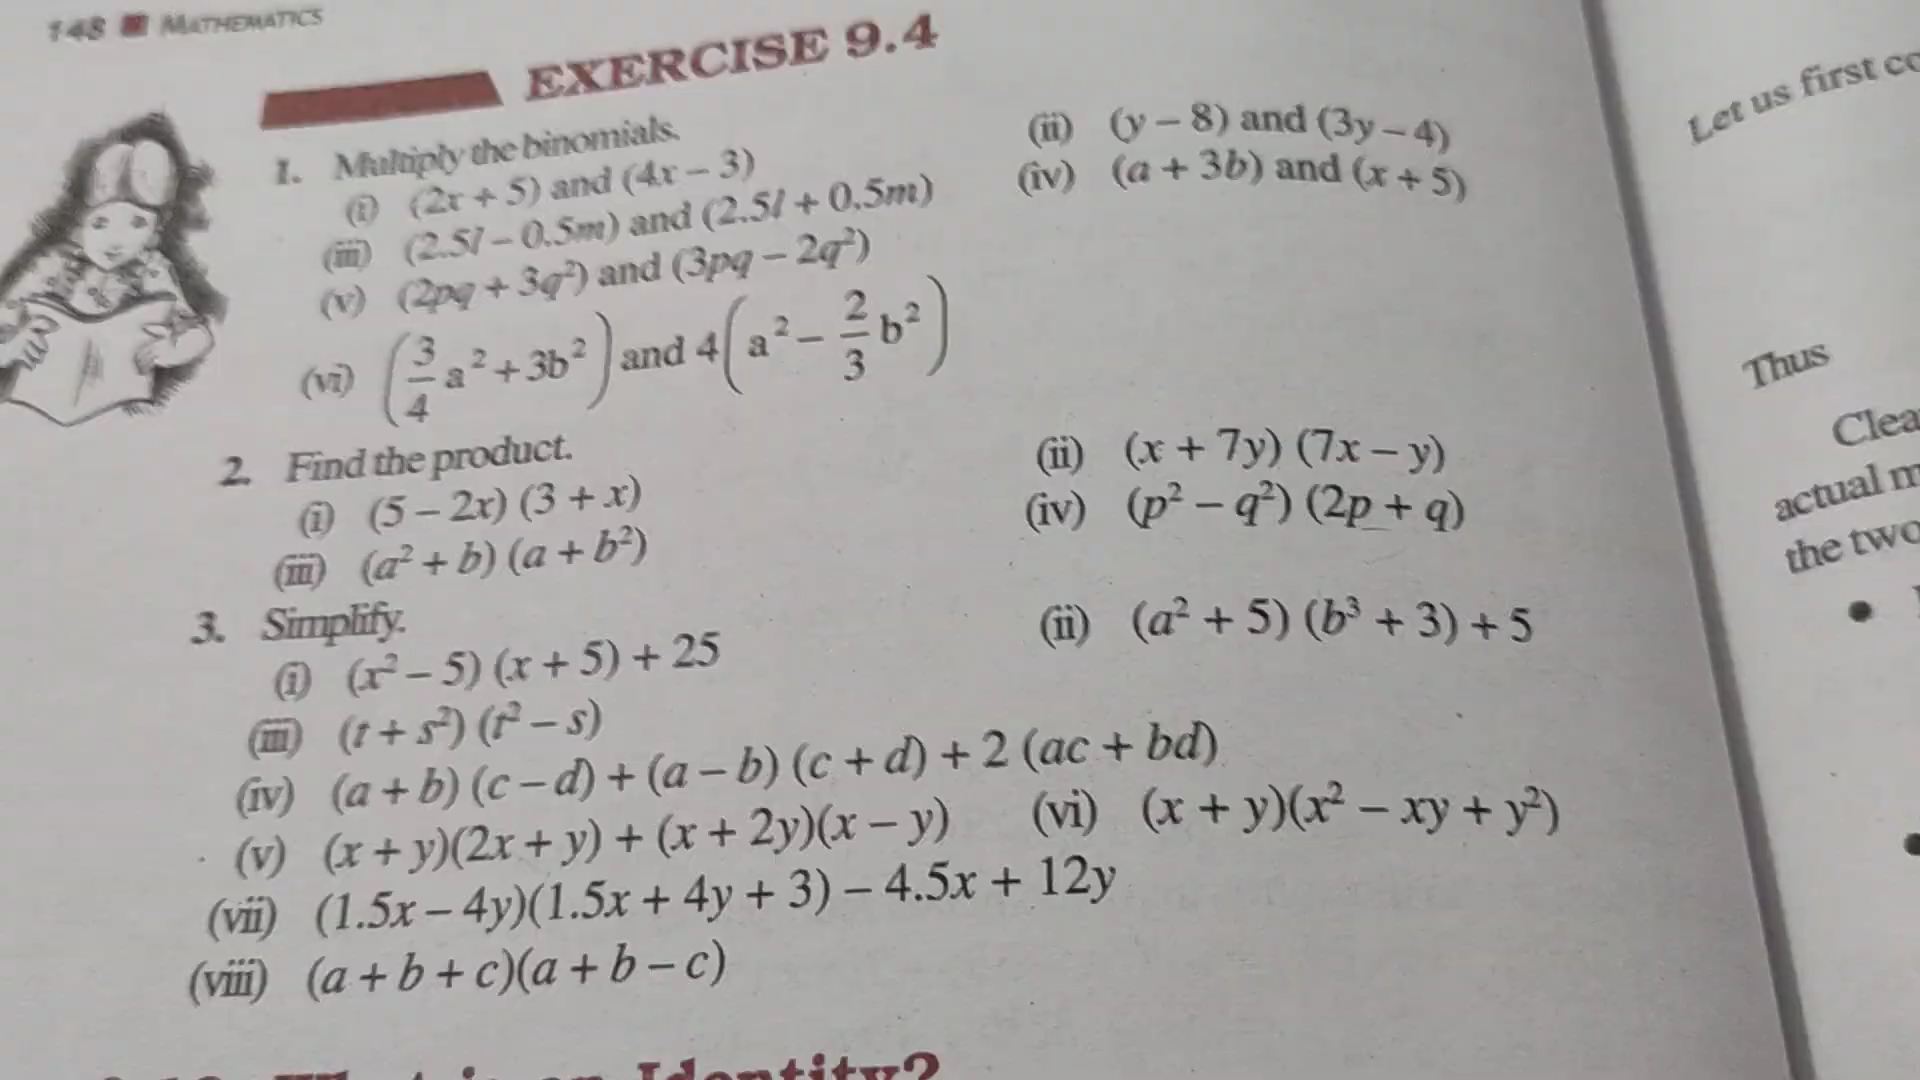 148 ■ MATHEMATICS
EXERCISE 9.4
1. Multiply the binomials.
(i) (2x + 5) and (4x – 3)
(ii) (y – 8) and (3y – 4)
(iii) (2.5l – 0.5m) and (2.5l + 0.5m)
(iv) (a + 3b) and (x + 5)
(v) (2pq + 3q²) and (3pq – 2q²)
(vi) (3/4 a² + 3b²) and 4(a² – 2/3 b²)
2. Find the product.
(i) (5 – 2x) (3 + x)
(ii) (x + 7y) (7x – y)
(iii) (a² + b) (a + b²)
(iv) (p² – q²) (2p + q)
3. Simplify.
(i) (x² – 5) (x + 5) + 25
(ii) (a² + 5) (b³ + 3) + 5
(iii) (t + s²) (t² – s)
(iv) (a + b) (c – d) + (a – b) (c + d) + 2 (ac + bd)
(v) (x + y)(2x + y) + (x + 2y)(x – y)
(vi) (x + y)(x² – xy + y²)
(vii) (1.5x – 4y)(1.5x + 4y + 3) – 4.5x + 12y
(viii) (a + b + c)(a + b – c)
Identity?
Let us first
Thus
actual
the